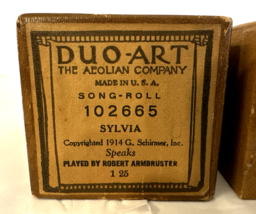 DUO-ART
THE AEOLIAN COMPANY
MADE IN U. S. A.
SONG-ROLL
102665
SYLVIA
Copyrighted 1914 G. Schirmer, Inc.
Speaks
PLAYED BY ROBERT ARMBRUSTER
1 25